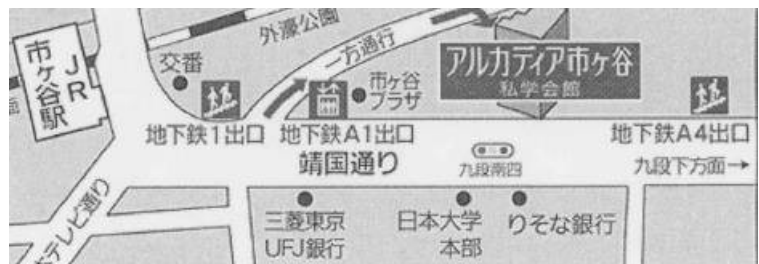 外濠公園
一方通行
交番
JR
市ヶ谷駅
市ヶ谷
プラザ
アルカディア市ヶ谷
私学会館
地下鉄1出口
地下鉄A1出口
地下鉄A4出口
靖国通り
九段南四
九段下方面→
テレビ通り
三菱東京
UFJ銀行
日本大学
本部
りそな銀行